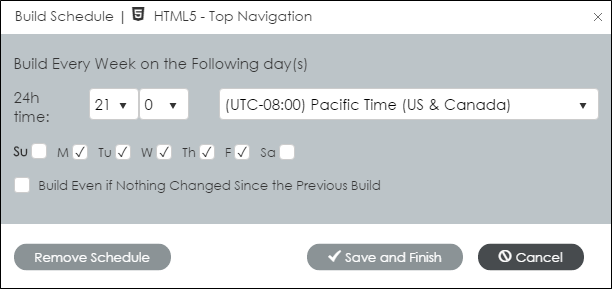 Build Schedule | HTML5 - Top Navigation
Build Every Week on the Following day(s)
24h time: 21 0 (UTC-08:00) Pacific Time (US & Canada)
Su M Tu W Th F Sa
Build Even if Nothing Changed Since the Previous Build
Remove Schedule Save and Finish Cancel